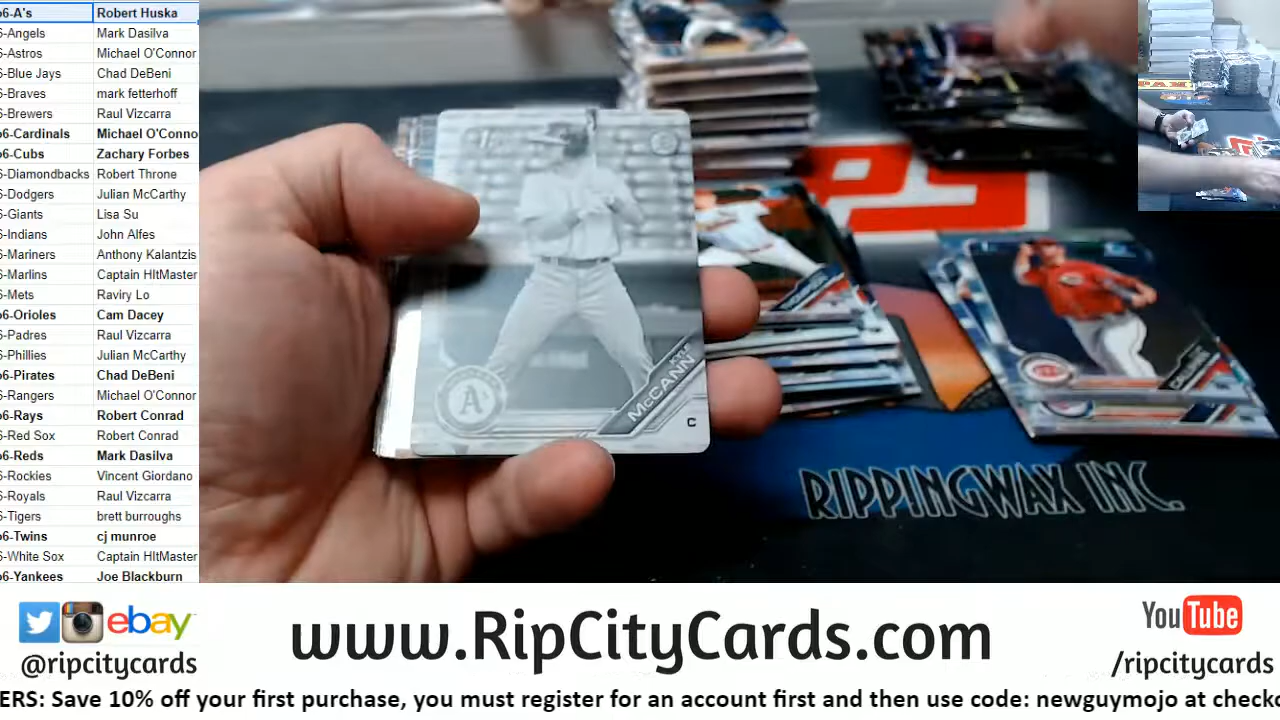 6-A's Robert Huska
6-Angels Mark Dasilva
6-Astros Michael O'Connor
6-Blue Jays Chad DeBeni
6-Braves mark fetterhoff
6-Brewers Raul Vizcarra
6-Cardinals Michael O'Conno
6-Cubs Zachary Forbes
6-Diamondbacks Robert Throne
6-Dodgers Julian McCarthy
6-Giants Lisa Su
6-Indians John Alfes
6-Mariners Anthony Kalantzis
6-Marlins Captain HItMaster
6-Mets Raviry Lo
6-Orioles Cam Dacey
6-Padres Raul Vizcarra
6-Phillies Julian McCarthy
6-Pirates Chad DeBeni
6-Rangers Michael O'Connor
6-Rays Robert Conrad
6-Red Sox Robert Conrad
6-Reds Mark Dasilva
6-Rockies Vincent Giordano
6-Royals Raul Vizcarra
6-Tigers brett burroughs
6-Twins cj munroe
6-White Sox Captain HItMaster
6-Yankees Joe Blackburn
A's
KYLE
McCANN
C
RIPPINGWAX INC.
ebay
@ripcitycards
www.RipCityCards.com
YouTube
/ripcitycards
ERS: Save 10% off your first purchase, you must register for an account first and then use code: newguymojo at checko